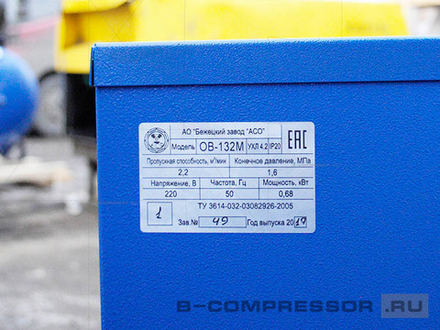 АО "Бежецкий завод "АСО"
Модель ОВ-132М УХЛ 4.2 IP20 ЕАС
Пропускная способность, м³/мин Конечное давление, МПа
2,2 1,6
Напряжение, В Частота, Гц Мощность, кВт
220 50 0,68
1 ТУ 3614-032-03082926-2005
Зав.№ 49 Год выпуска 2019
B-COMPRESSOR.RU